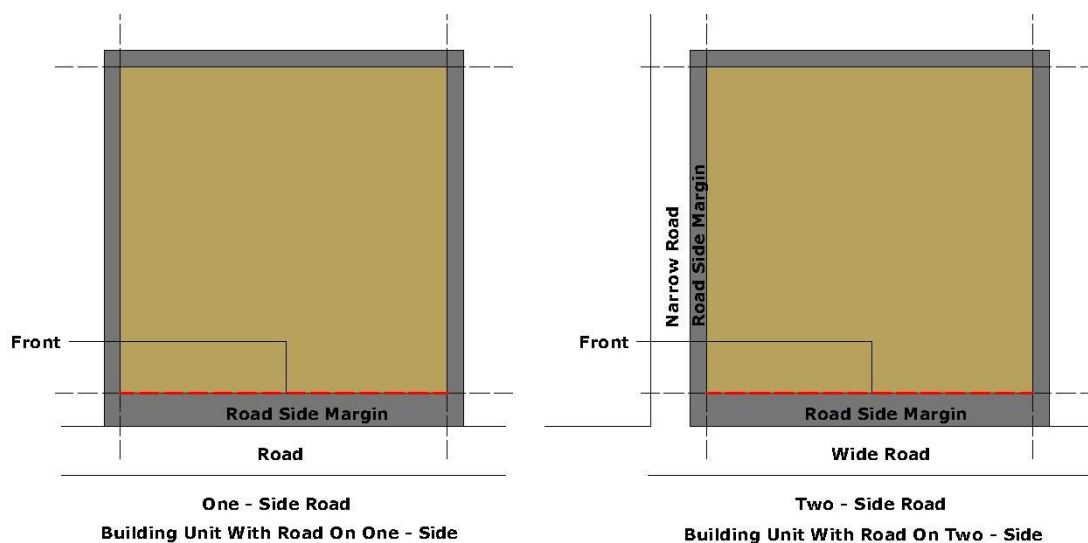 Front
Road Side Margin
Road
One - Side Road
Building Unit With Road On One - Side
Narrow Road
Road Side Margin
Front
Road Side Margin
Wide Road
Two - Side Road
Building Unit With Road On Two - Side